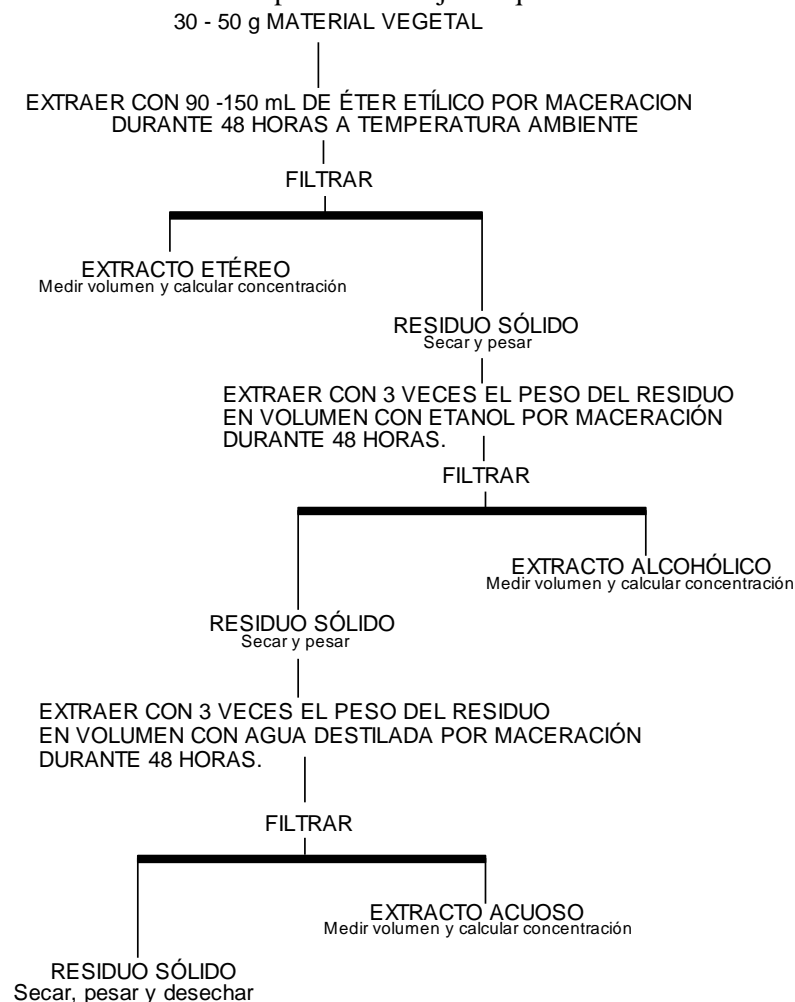 30 - 50 g MATERIAL VEGETAL
EXTRAER CON 90 -150 mL DE ÉTER ETÍLICO POR MACERACION
DURANTE 48 HORAS A TEMPERATURA AMBIENTE
FILTRAR
EXTRACTO ETÉREO
Medir volumen y calcular concentración
RESIDUO SÓLIDO
Secar y pesar
EXTRAER CON 3 VECES EL PESO DEL RESIDUO
EN VOLUMEN CON ETANOL POR MACERACIÓN
DURANTE 48 HORAS.
FILTRAR
EXTRACTO ALCOHÓLICO
Medir volumen y calcular concentración
RESIDUO SÓLIDO
Secar y pesar
EXTRAER CON 3 VECES EL PESO DEL RESIDUO
EN VOLUMEN CON AGUA DESTILADA POR MACERACIÓN
DURANTE 48 HORAS.
FILTRAR
EXTRACTO ACUOSO
Medir volumen y calcular concentración
RESIDUO SÓLIDO
Secar, pesar y desechar